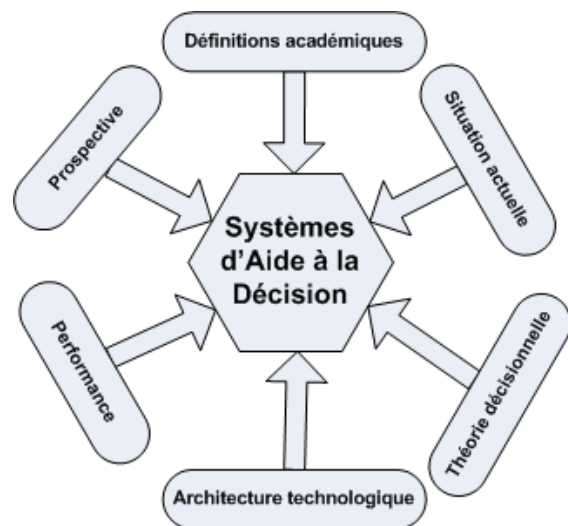 Définitions académiques
Situation actuelle
Théorie décisionnelle
Architecture technologique
Performance
Prospective
Systèmes
d'Aide à la
Décision